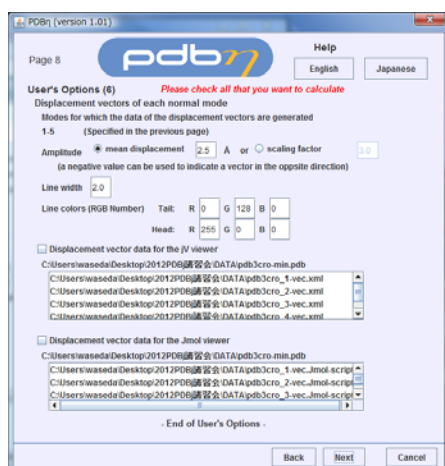 PDBη (version 1.01)
Page 8
pdbη
Help
English
Japanese
User's Options (6)
Please check all that you want to calculate
Displacement vectors of each normal mode
Modes for which the data of the displacement vectors are generated
1-5 (Specified in the previous page)
Amplitude mean displacement 2.5 Å or scaling factor 3.0
(a negative value can be used to indicate a vector in the oppsite direction)
Line width 2.0
Line colors (RGB Number) Tail: R 0 G 128 B 0
Head: R 255 G 0 B 0
Displacement vector data for the jV viewer
C:\Users\waseda\Desktop\2012PDBj講習会\DATA\pdb3cro-min.pdb
C:\Users\waseda\Desktop\2012PDBj講習会\DATA\pdb3cro_1-vec.xml
C:\Users\waseda\Desktop\2012PDBj講習会\DATA\pdb3cro_2-vec.xml
C:\Users\waseda\Desktop\2012PDBj講習会\DATA\pdb3cro_3-vec.xml
C:\Users\waseda\Desktop\2012PDBj講習会\DATA\pdb3cro_4-vec.xml
Displacement vector data for the Jmol viewer
C:\Users\waseda\Desktop\2012PDBj講習会\DATA\pdb3cro-min.pdb
C:\Users\waseda\Desktop\2012PDBj講習会\DATA\pdb3cro_1-vec.Jmol-script
C:\Users\waseda\Desktop\2012PDBj講習会\DATA\pdb3cro_2-vec.Jmol-script
C:\Users\waseda\Desktop\2012PDBj講習会\DATA\pdb3cro_3-vec.Jmol-script
- End of User's Options -
Back
Next
Cancel